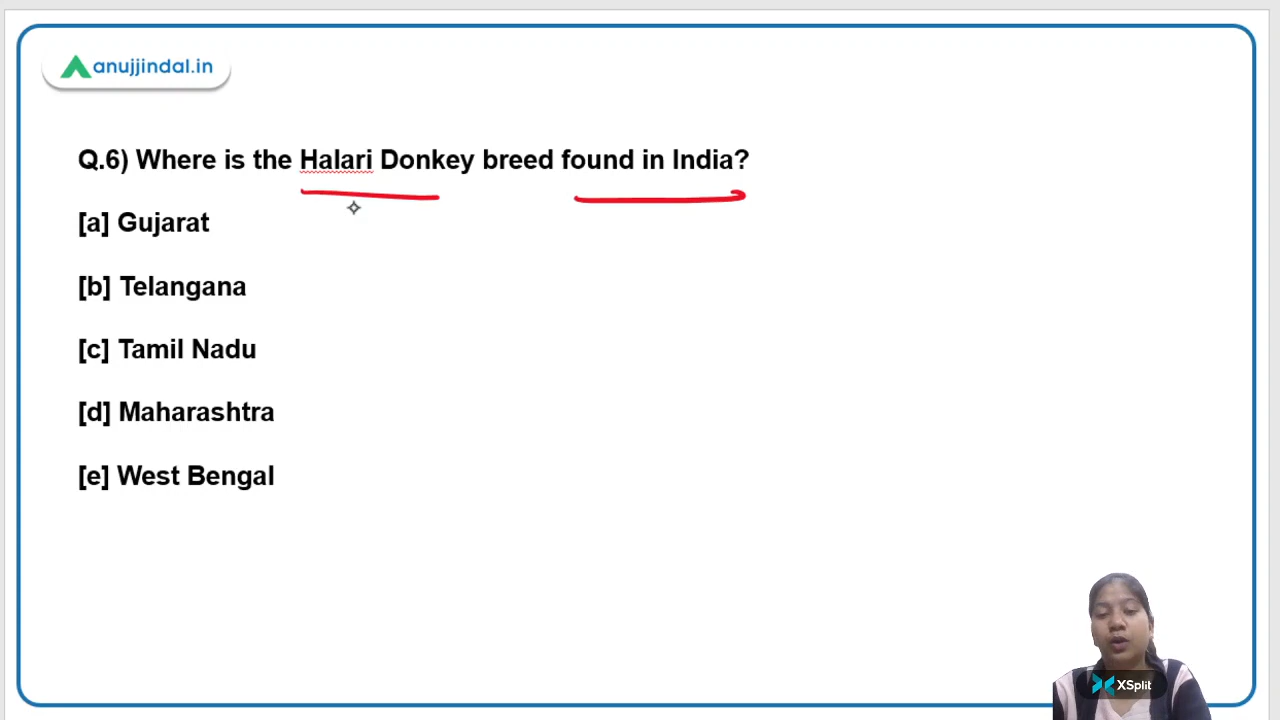 anujjindal.in
Q.6) Where is the Halari Donkey breed found in India?
[a] Gujarat
[b] Telangana
[c] Tamil Nadu
[d] Maharashtra
[e] West Bengal
XSplit